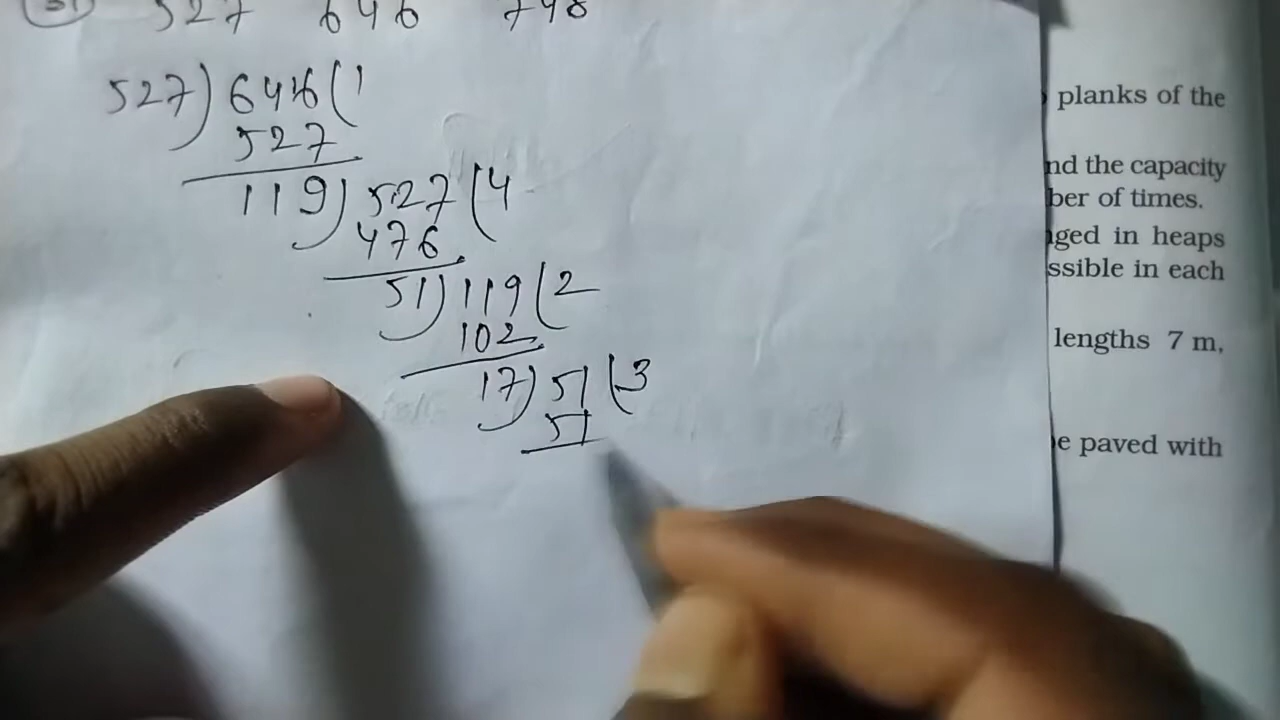 527 646 748
527) 646 (1
527
119) 527 (4
476
51) 119 (2
102
17) 51 (3
51
planks of the
nd the capacity
ber of times.
ged in heaps
ssible in each
lengths 7 m,
e paved with